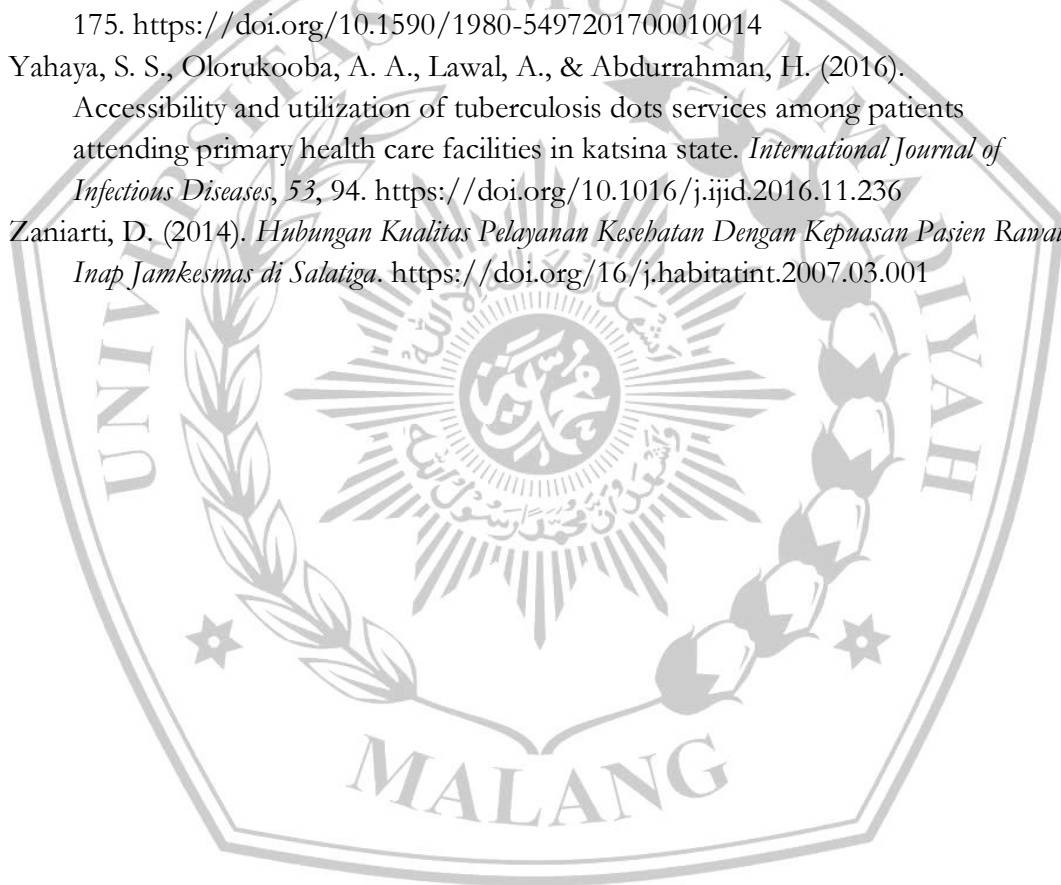 175. https://doi.org/10.1590/1980-5497201700010014
Yahaya, S. S., Olorukooba, A. A., Lawal, A., & Abdurrahman, H. (2016).
Accessibility and utilization of tuberculosis dots services among patients
attending primary health care facilities in katsina state. International Journal of
Infectious Diseases, 53, 94. https://doi.org/10.1016/j.ijid.2016.11.236
Zaniarti, D. (2014). Hubungan Kualitas Pelayanan Kesehatan Dengan Kepuasan Pasien Rawat
Inap Jamkesmas di Salatiga. https://doi.org/16/j.habitatint.2007.03.001
MALANG